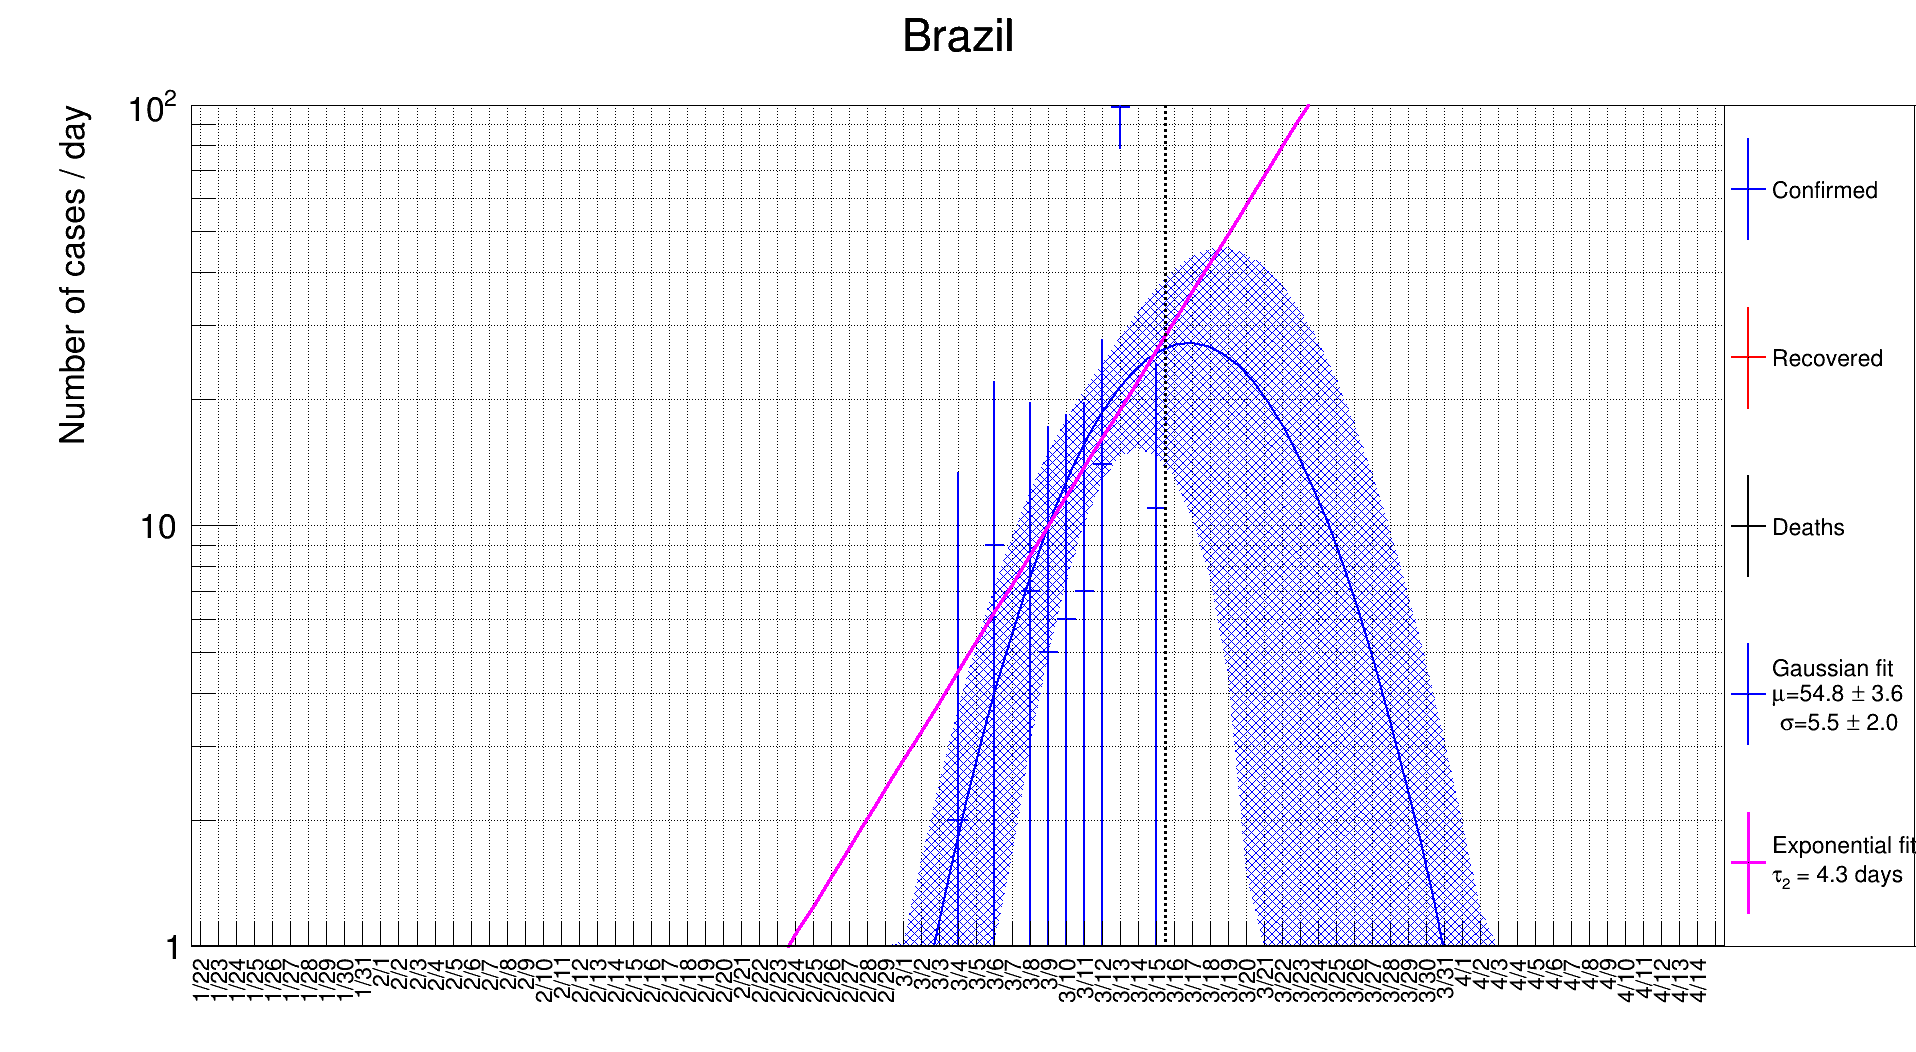 Brazil
Number of cases / day
10²
10
1
1/22 1/23 1/24 1/25 1/26 1/27 1/28 1/29 1/30 1/31 2/1 2/2 2/3 2/4 2/5 2/6 2/7 2/8 2/9 2/10 2/11 2/12 2/13 2/14 2/15 2/16 2/17 2/18 2/19 2/20 2/21 2/22 2/23 2/24 2/25 2/26 2/27 2/28 2/29 3/1 3/2 3/3 3/4 3/5 3/6 3/7 3/8 3/9 3/10 3/11 3/12 3/13 3/14 3/15 3/16 3/17 3/18 3/19 3/20 3/21 3/22 3/23 3/24 3/25 3/26 3/27 3/28 3/29 3/30 3/31 4/1 4/2 4/3 4/4 4/5 4/6 4/7 4/8 4/9 4/10 4/11 4/12 4/13 4/14
Confirmed
Recovered
Deaths
Gaussian fit
μ=54.8 ± 3.6
σ=5.5 ± 2.0
Exponential fit
τ₂ = 4.3 days